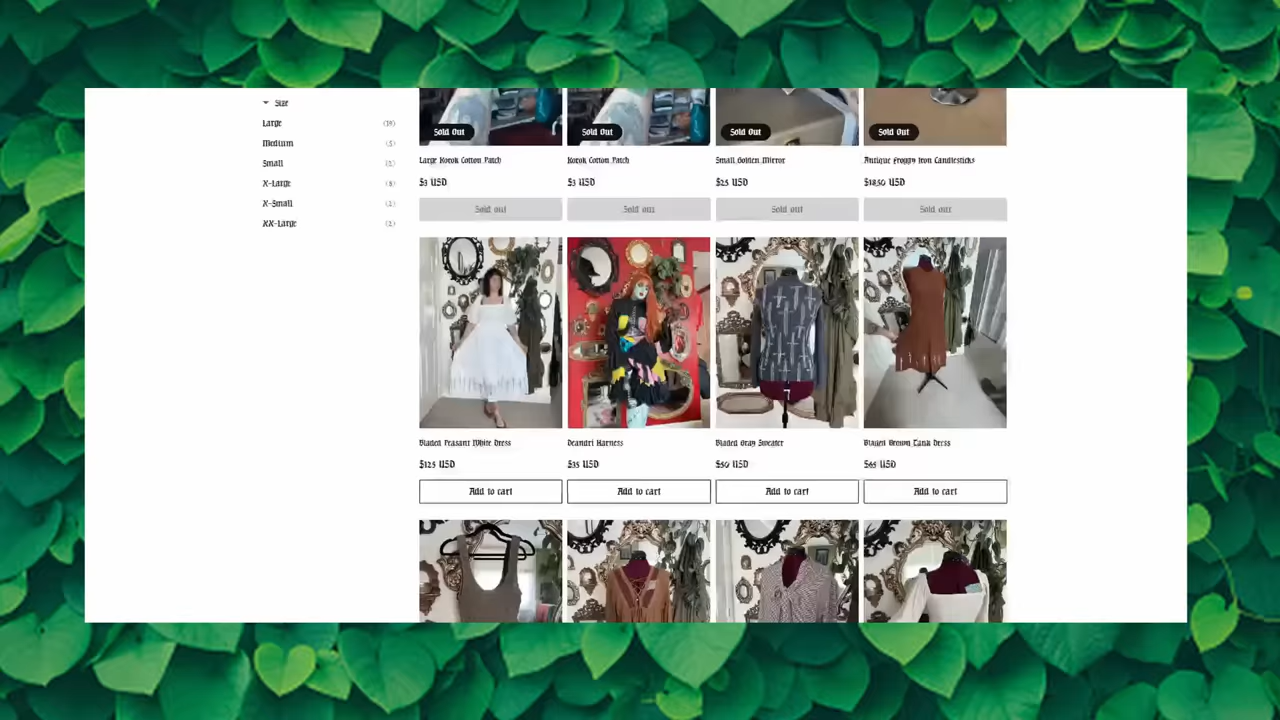 Size
Large
Medium
Small
X-Large
X-Small
XX-Large
Sold Out
Sold Out
Sold Out
Sold Out
Large Korok Cotton Patch
Korok Cotton Patch
Small Golden Mirror
Antique Froggy Iron Candlesticks
$3 USD
$3 USD
$25 USD
$18.50 USD
Sold out
Sold out
Sold out
Sold out
Bladed Peasant White Dress
Deandri Harness
Bladed Gray Sweater
Bladed Brown Tank Dress
$125 USD
$35 USD
$50 USD
$65 USD
Add to cart
Add to cart
Add to cart
Add to cart